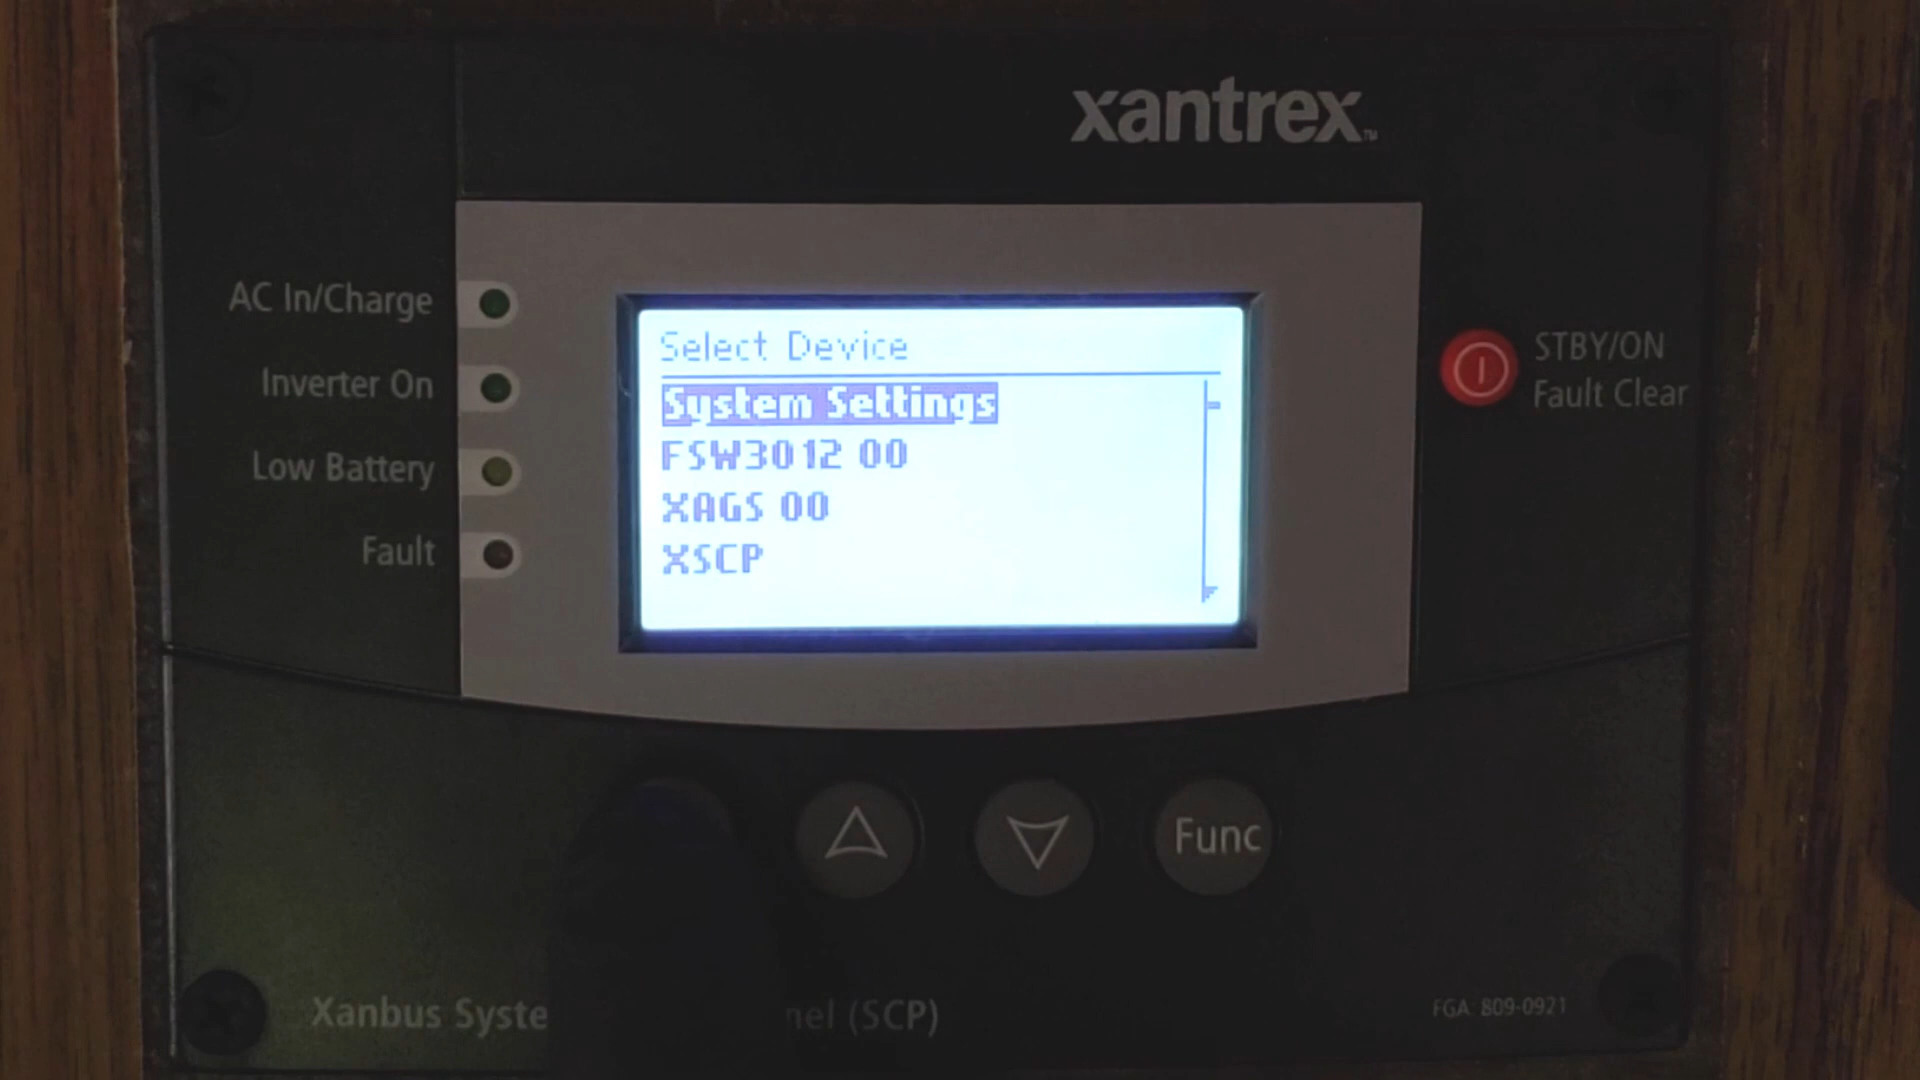 xantrex™
AC In/Charge
Inverter On
Low Battery
Fault
Select Device
System Settings
FSW3012 00
XAGS 00
XSCP
STBY/ON
Fault Clear
Func
Xanbus Syste nel (SCP)
FGA: 809-0921